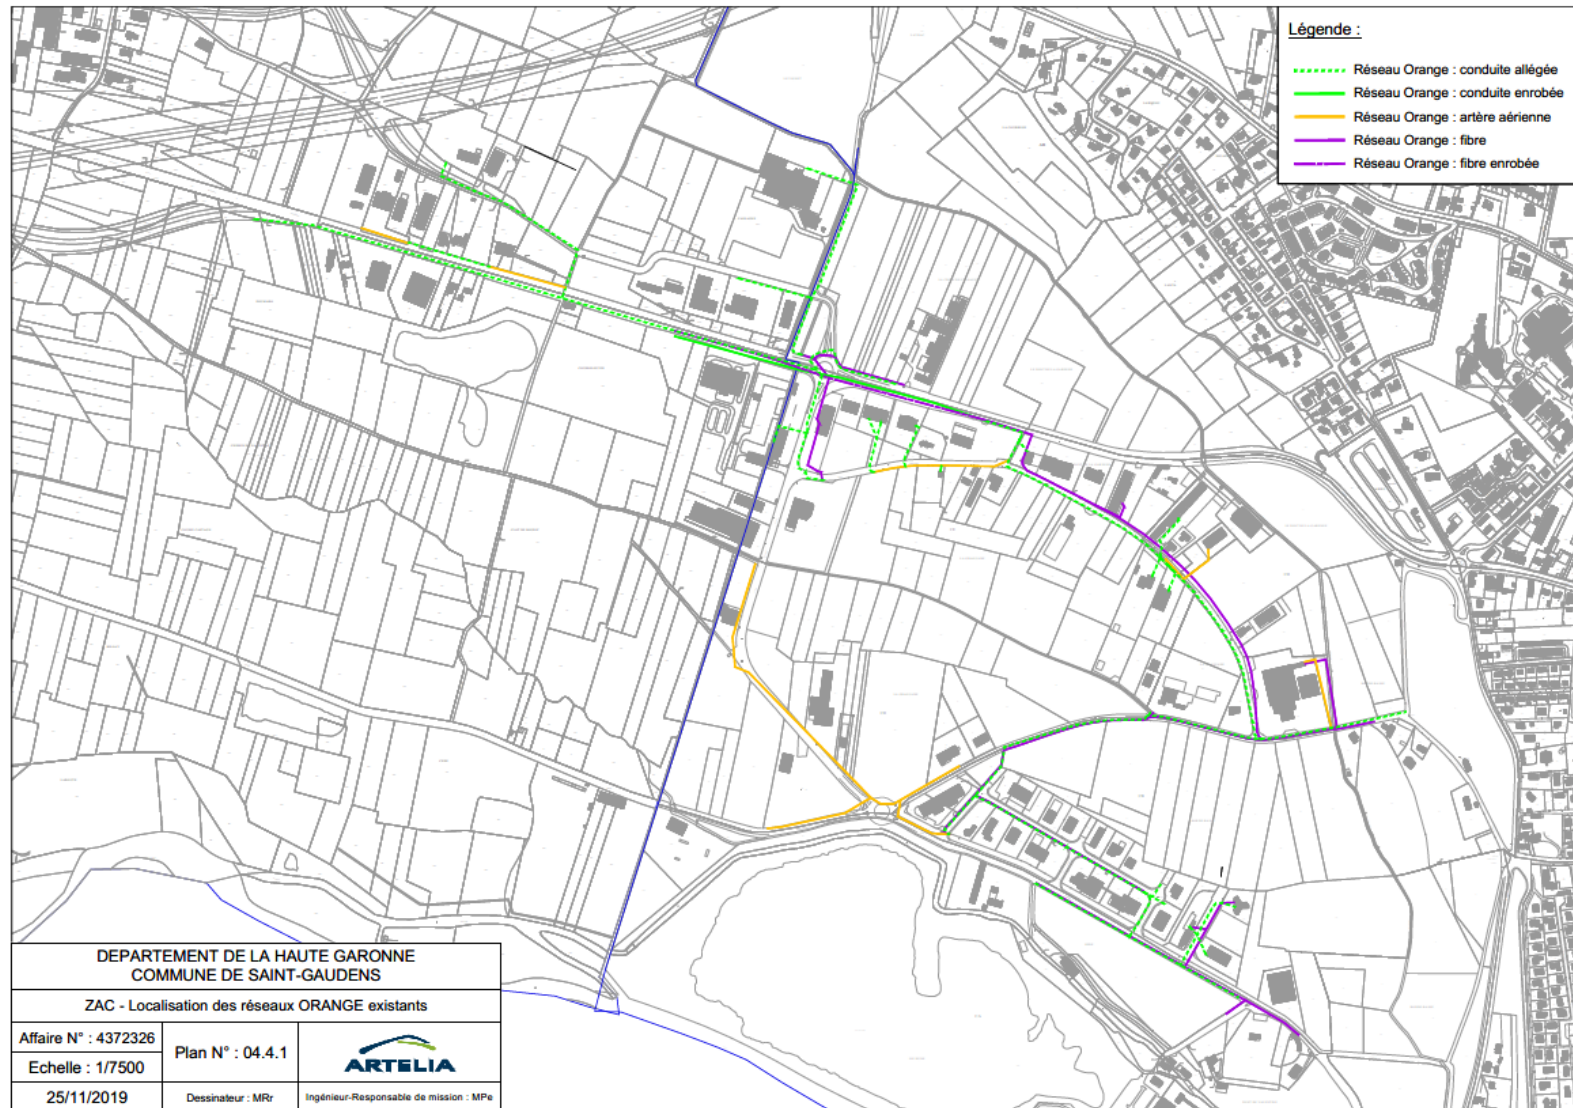 Légende :
Réseau Orange : conduite allégée
Réseau Orange : conduite enrobée
Réseau Orange : artère aérienne
Réseau Orange : fibre
Réseau Orange : fibre enrobée
DEPARTEMENT DE LA HAUTE GARONNE
COMMUNE DE SAINT-GAUDENS
ZAC - Localisation des réseaux ORANGE existants
Affaire N° : 4372326
Echelle : 1/7500
25/11/2019
Plan N° : 04.4.1
Dessinateur : MRr
ARTELIA
Ingénieur-Responsable de mission : MPe